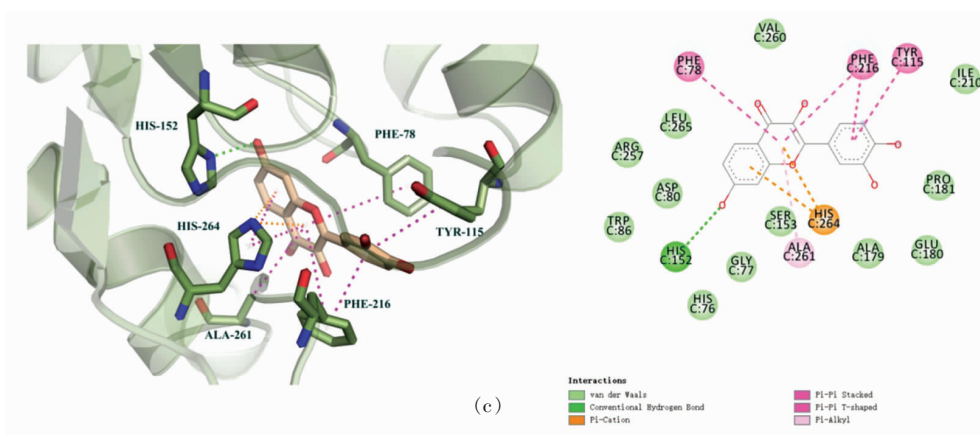 HIS-152
PHE-78
HIS-264
TYR-115
PHE-216
ALA-261
VAL
C:260
PHE
C:78
PHE
C:216
TYR
C:115
ILE
C:210
LEU
C:265
ARG
C:257
ASP
C:80
TRP
C:86
PRO
C:181
SER
C:153
HIS
C:264
HIS
C:152
GLY
C:77
ALA
C:261
ALA
C:179
GLU
C:180
HIS
C:76
O
O
O
O
O
O
Interactions
van der Waals
Conventional Hydrogen Bond
Pi-Cation
Pi-Pi Stacked
Pi-Pi T-shaped
Pi-Alkyl
(c)